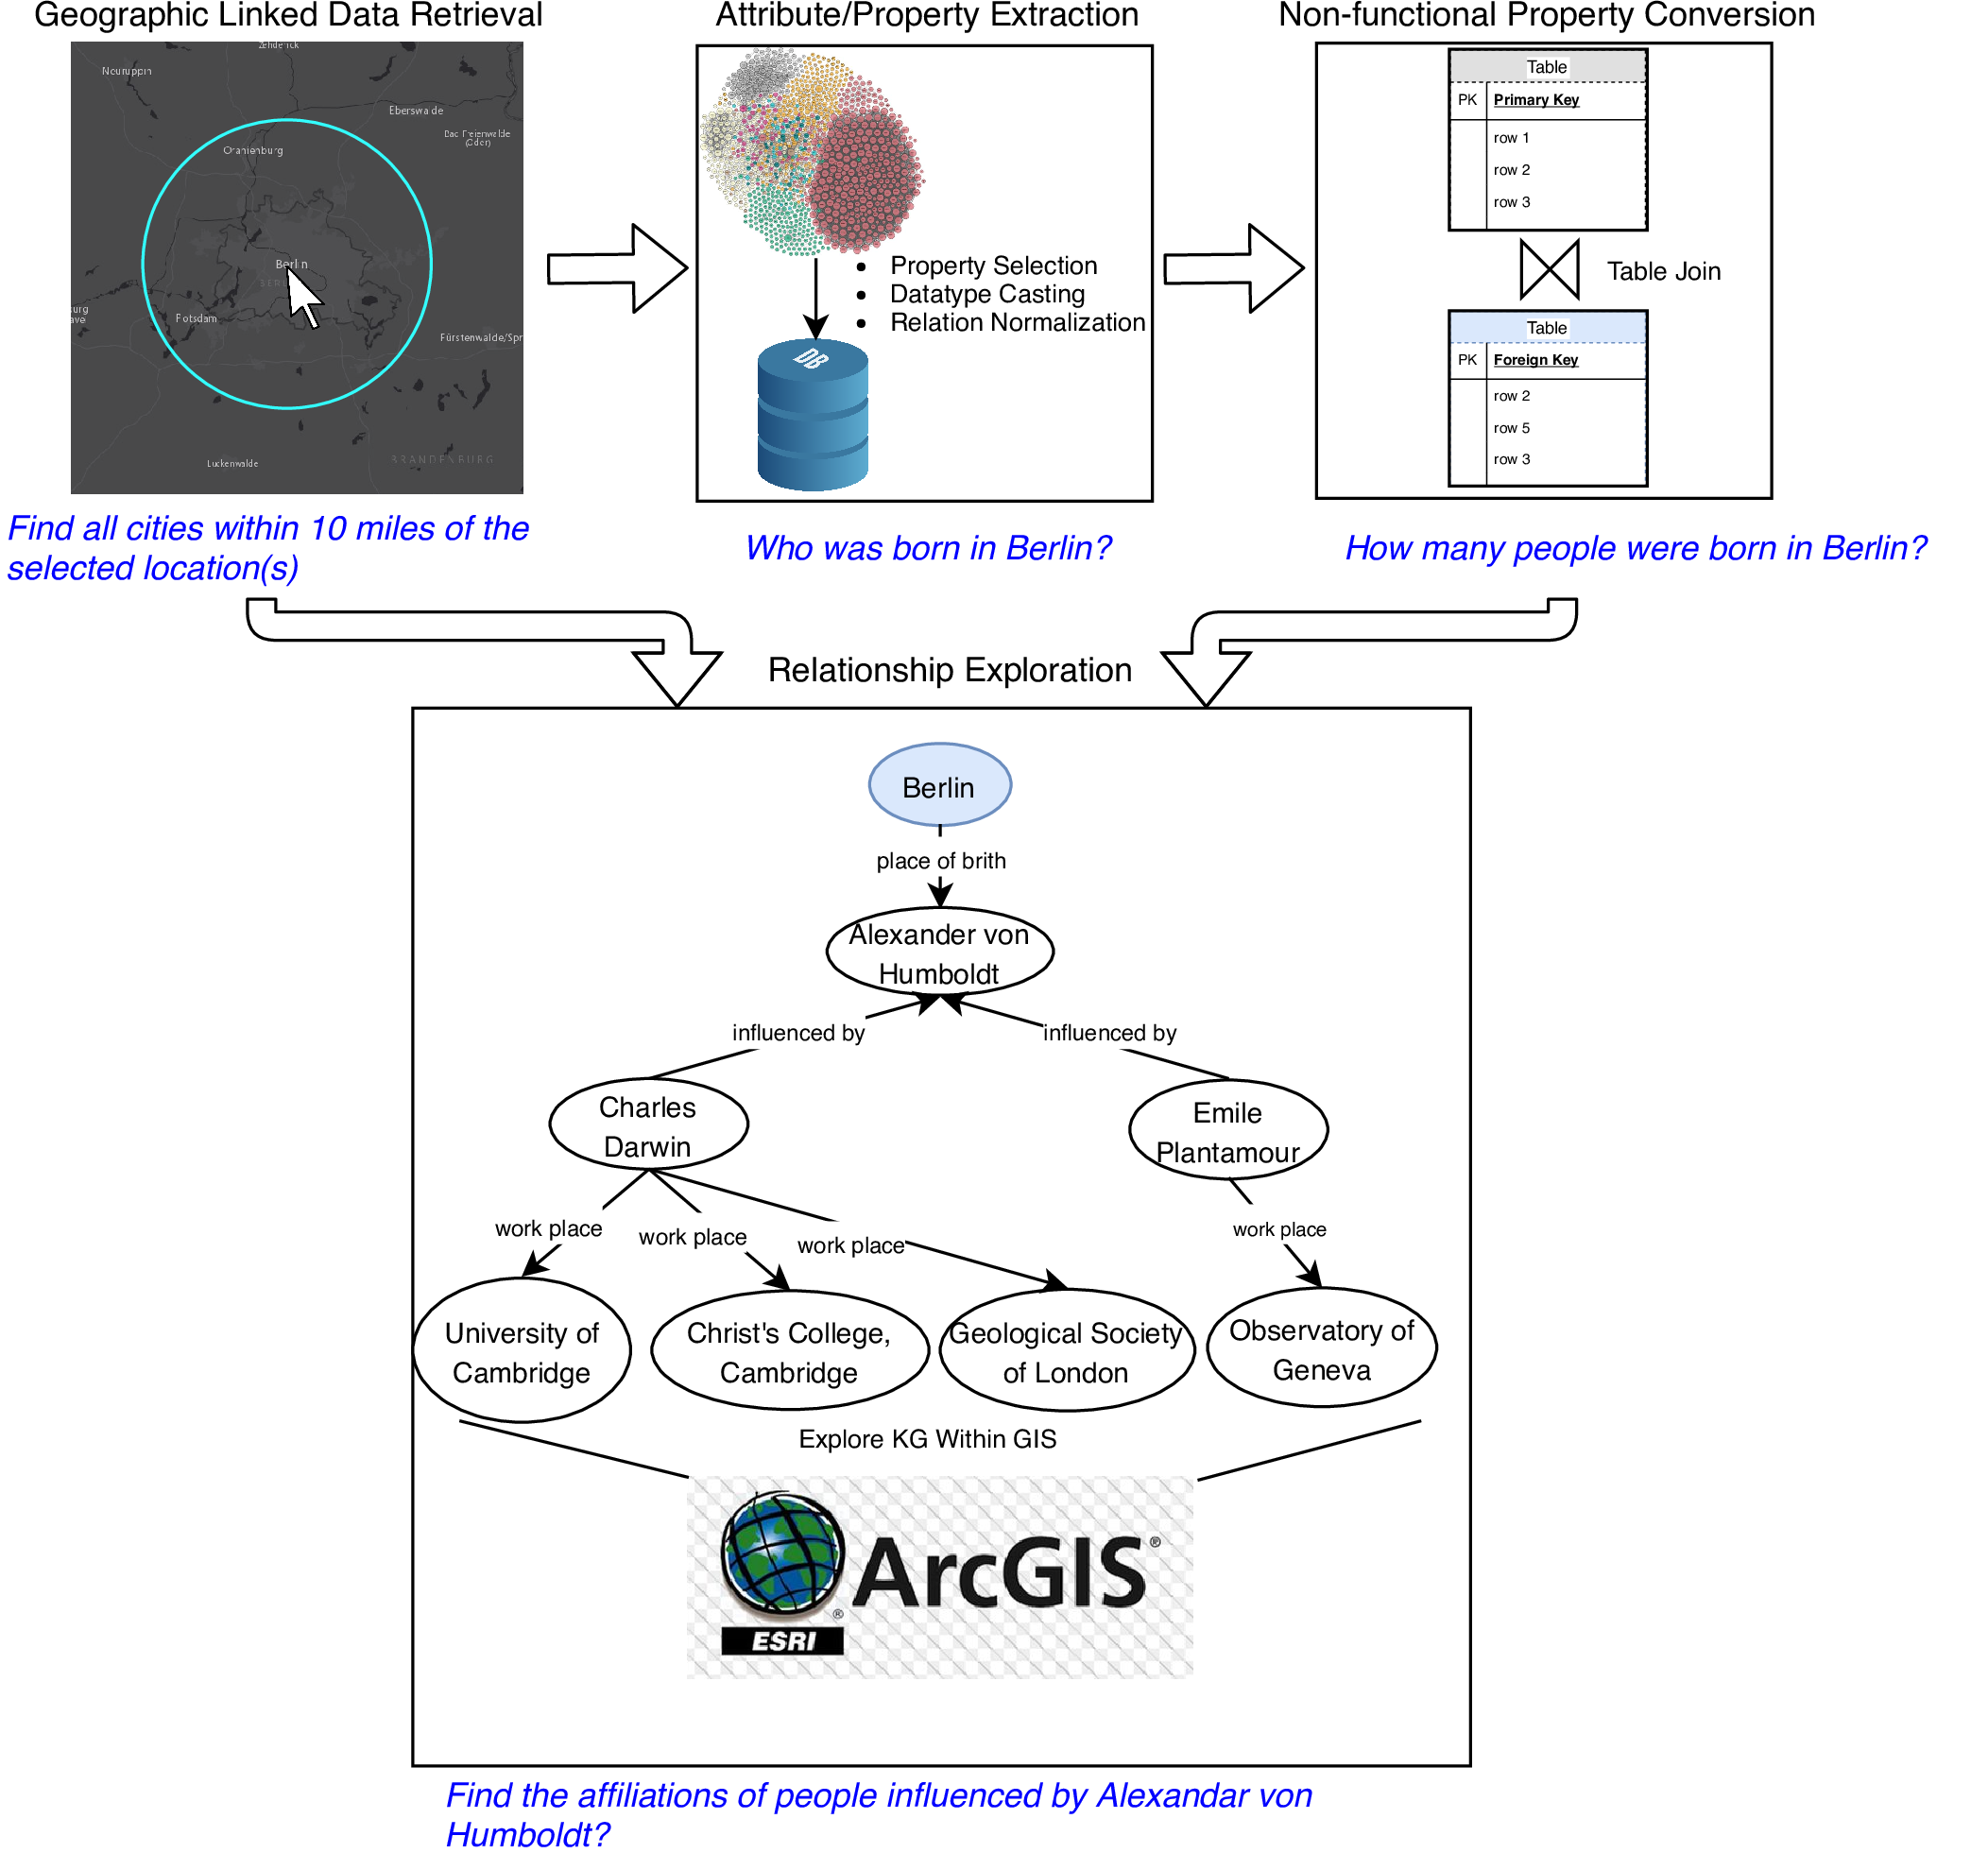 Geographic Linked Data Retrieval
Attribute/Property Extraction
Non-functional Property Conversion
Zehdenick
Neuruppin
Eberswalde
Bad Freienwalde
(Oder)
Oranienburg
Berlin
Potsdam
urg
ave
Fürstenwalde/Spr
Luckenwalde
BRANDENBURG
Find all cities within 10 miles of the
selected location(s)
DB
• Property Selection
• Datatype Casting
• Relation Normalization
Who was born in Berlin?
Table
PK Primary Key
row 1
row 2
row 3
Table Join
Table
PK Foreign Key
row 2
row 5
row 3
How many people were born in Berlin?
Relationship Exploration
Berlin
place of brith
Alexander von
Humboldt
influenced by
influenced by
Charles
Darwin
Emile
Plantamour
work place
work place
work place
work place
University of
Cambridge
Christ's College,
Cambridge
Geological Society
of London
Observatory of
Geneva
Explore KG Within GIS
ArcGIS®
®
ESRI
Find the affiliations of people influenced by Alexandar von
Humboldt?